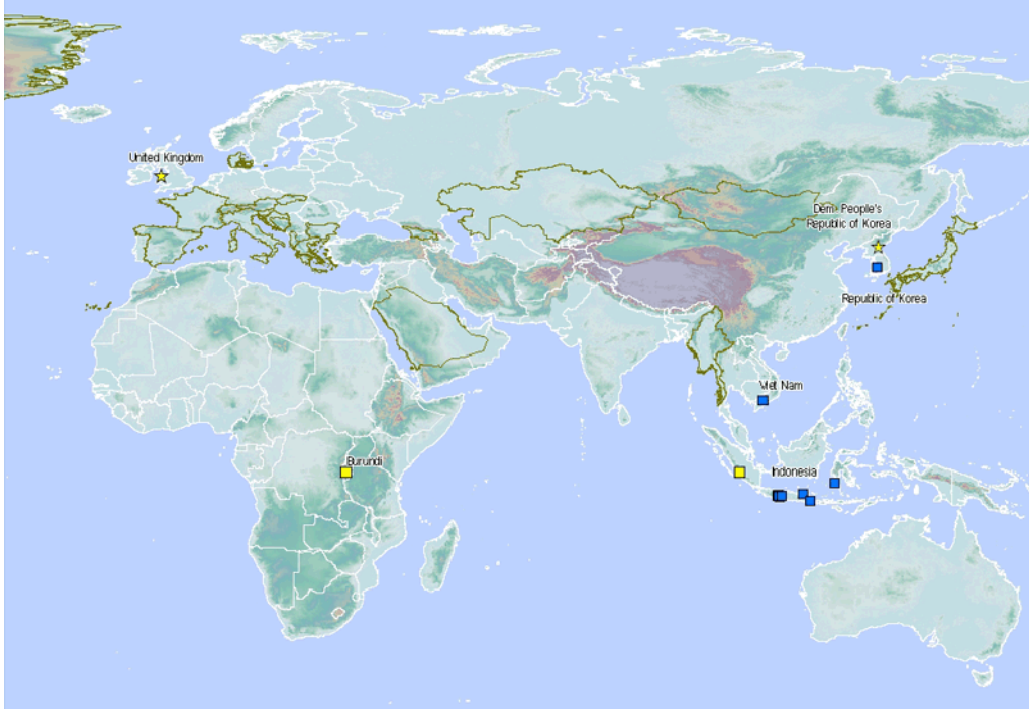 United Kingdom
Dem. People's
Republic of Korea
Republic of Korea
Viet Nam
Burundi
Indonesia